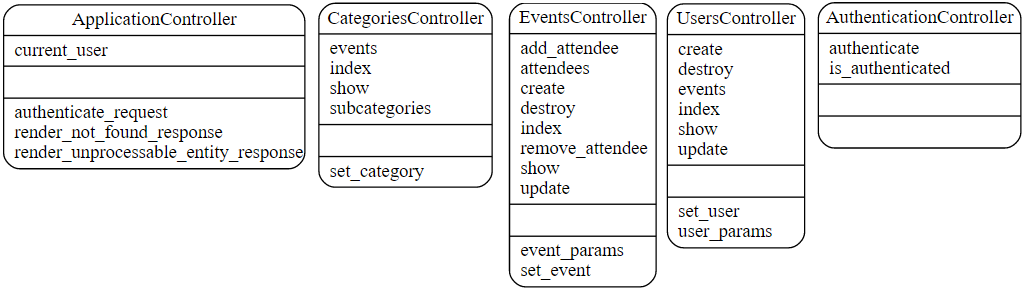 ApplicationController
current_user
authenticate_request
render_not_found_response
render_unprocessable_entity_response
CategoriesController
events
index
show
subcategories
set_category
EventsController
add_attendee
attendees
create
destroy
index
remove_attendee
show
update
event_params
set_event
UsersController
create
destroy
events
index
show
update
set_user
user_params
AuthenticationController
authenticate
is_authenticated